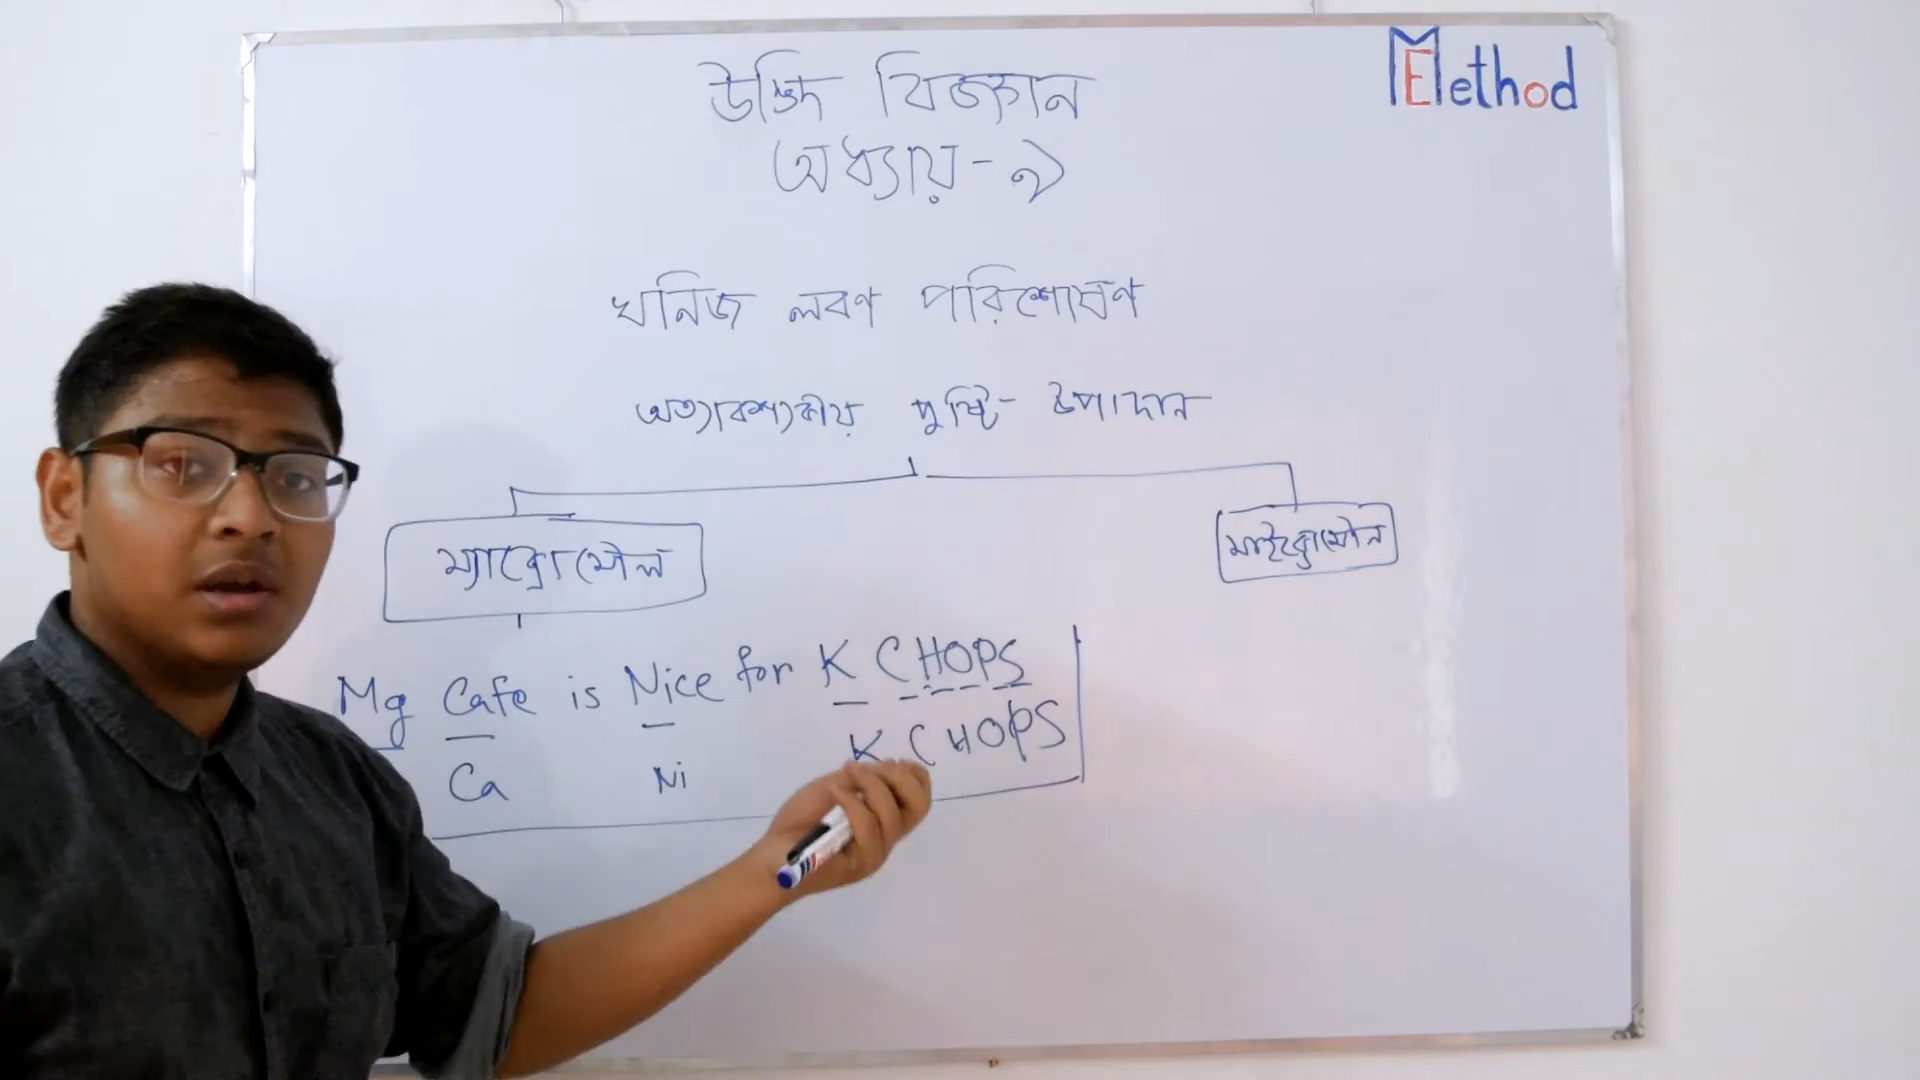 উদ্ভিদ বিজ্ঞান
MEthod
অধ্যায়-৯
খনিজ লবণ পরিশোষণ
অত্যাবশ্যকীয় পুষ্টি-উপাদান
ম্যাক্রোমৌল
মাইক্রোমৌল
Mg Cafe is Nice for K CHOPS
Ca Ni K CHOPS